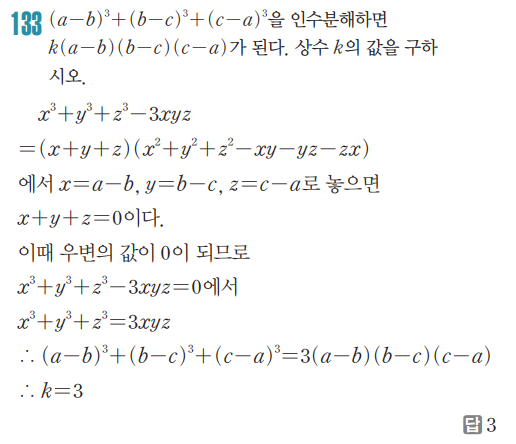 133 (a-b)³+(b-c)³+(c-a)³을 인수분해하면
k(a-b)(b-c)(c-a)가 된다. 상수 k의 값을 구하
시오.
x³+y³+z³-3xyz
=(x+y+z)(x²+y²+z²-xy-yz-zx)
에서 x=a-b, y=b-c, z=c-a로 놓으면
x+y+z=0이다.
이때 우변의 값이 0이 되므로
x³+y³+z³-3xyz=0에서
x³+y³+z³=3xyz
∴ (a-b)³+(b-c)³+(c-a)³=3(a-b)(b-c)(c-a)
∴ k=3
답 3